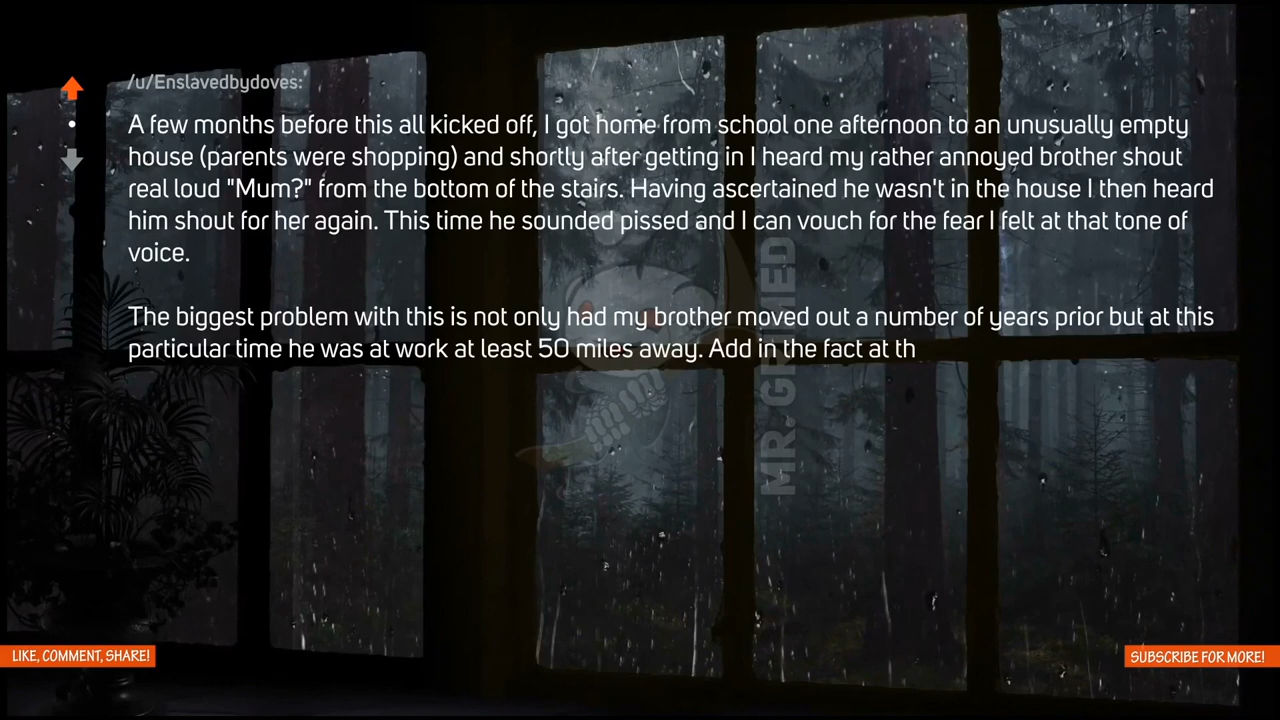 /u/Enslavedbydoves:
A few months before this all kicked off, I got home from school one afternoon to an unusually empty
house (parents were shopping) and shortly after getting in I heard my rather annoyed brother shout
real loud "Mum?" from the bottom of the stairs. Having ascertained he wasn't in the house I then heard
him shout for her again. This time he sounded pissed and I can vouch for the fear I felt at that tone of
voice.
The biggest problem with this is not only had my brother moved out a number of years prior but at this
particular time he was at work at least 50 miles away. Add in the fact at th
MR. GRIMED
LIKE, COMMENT, SHARE!
SUBSCRIBE FOR MORE!